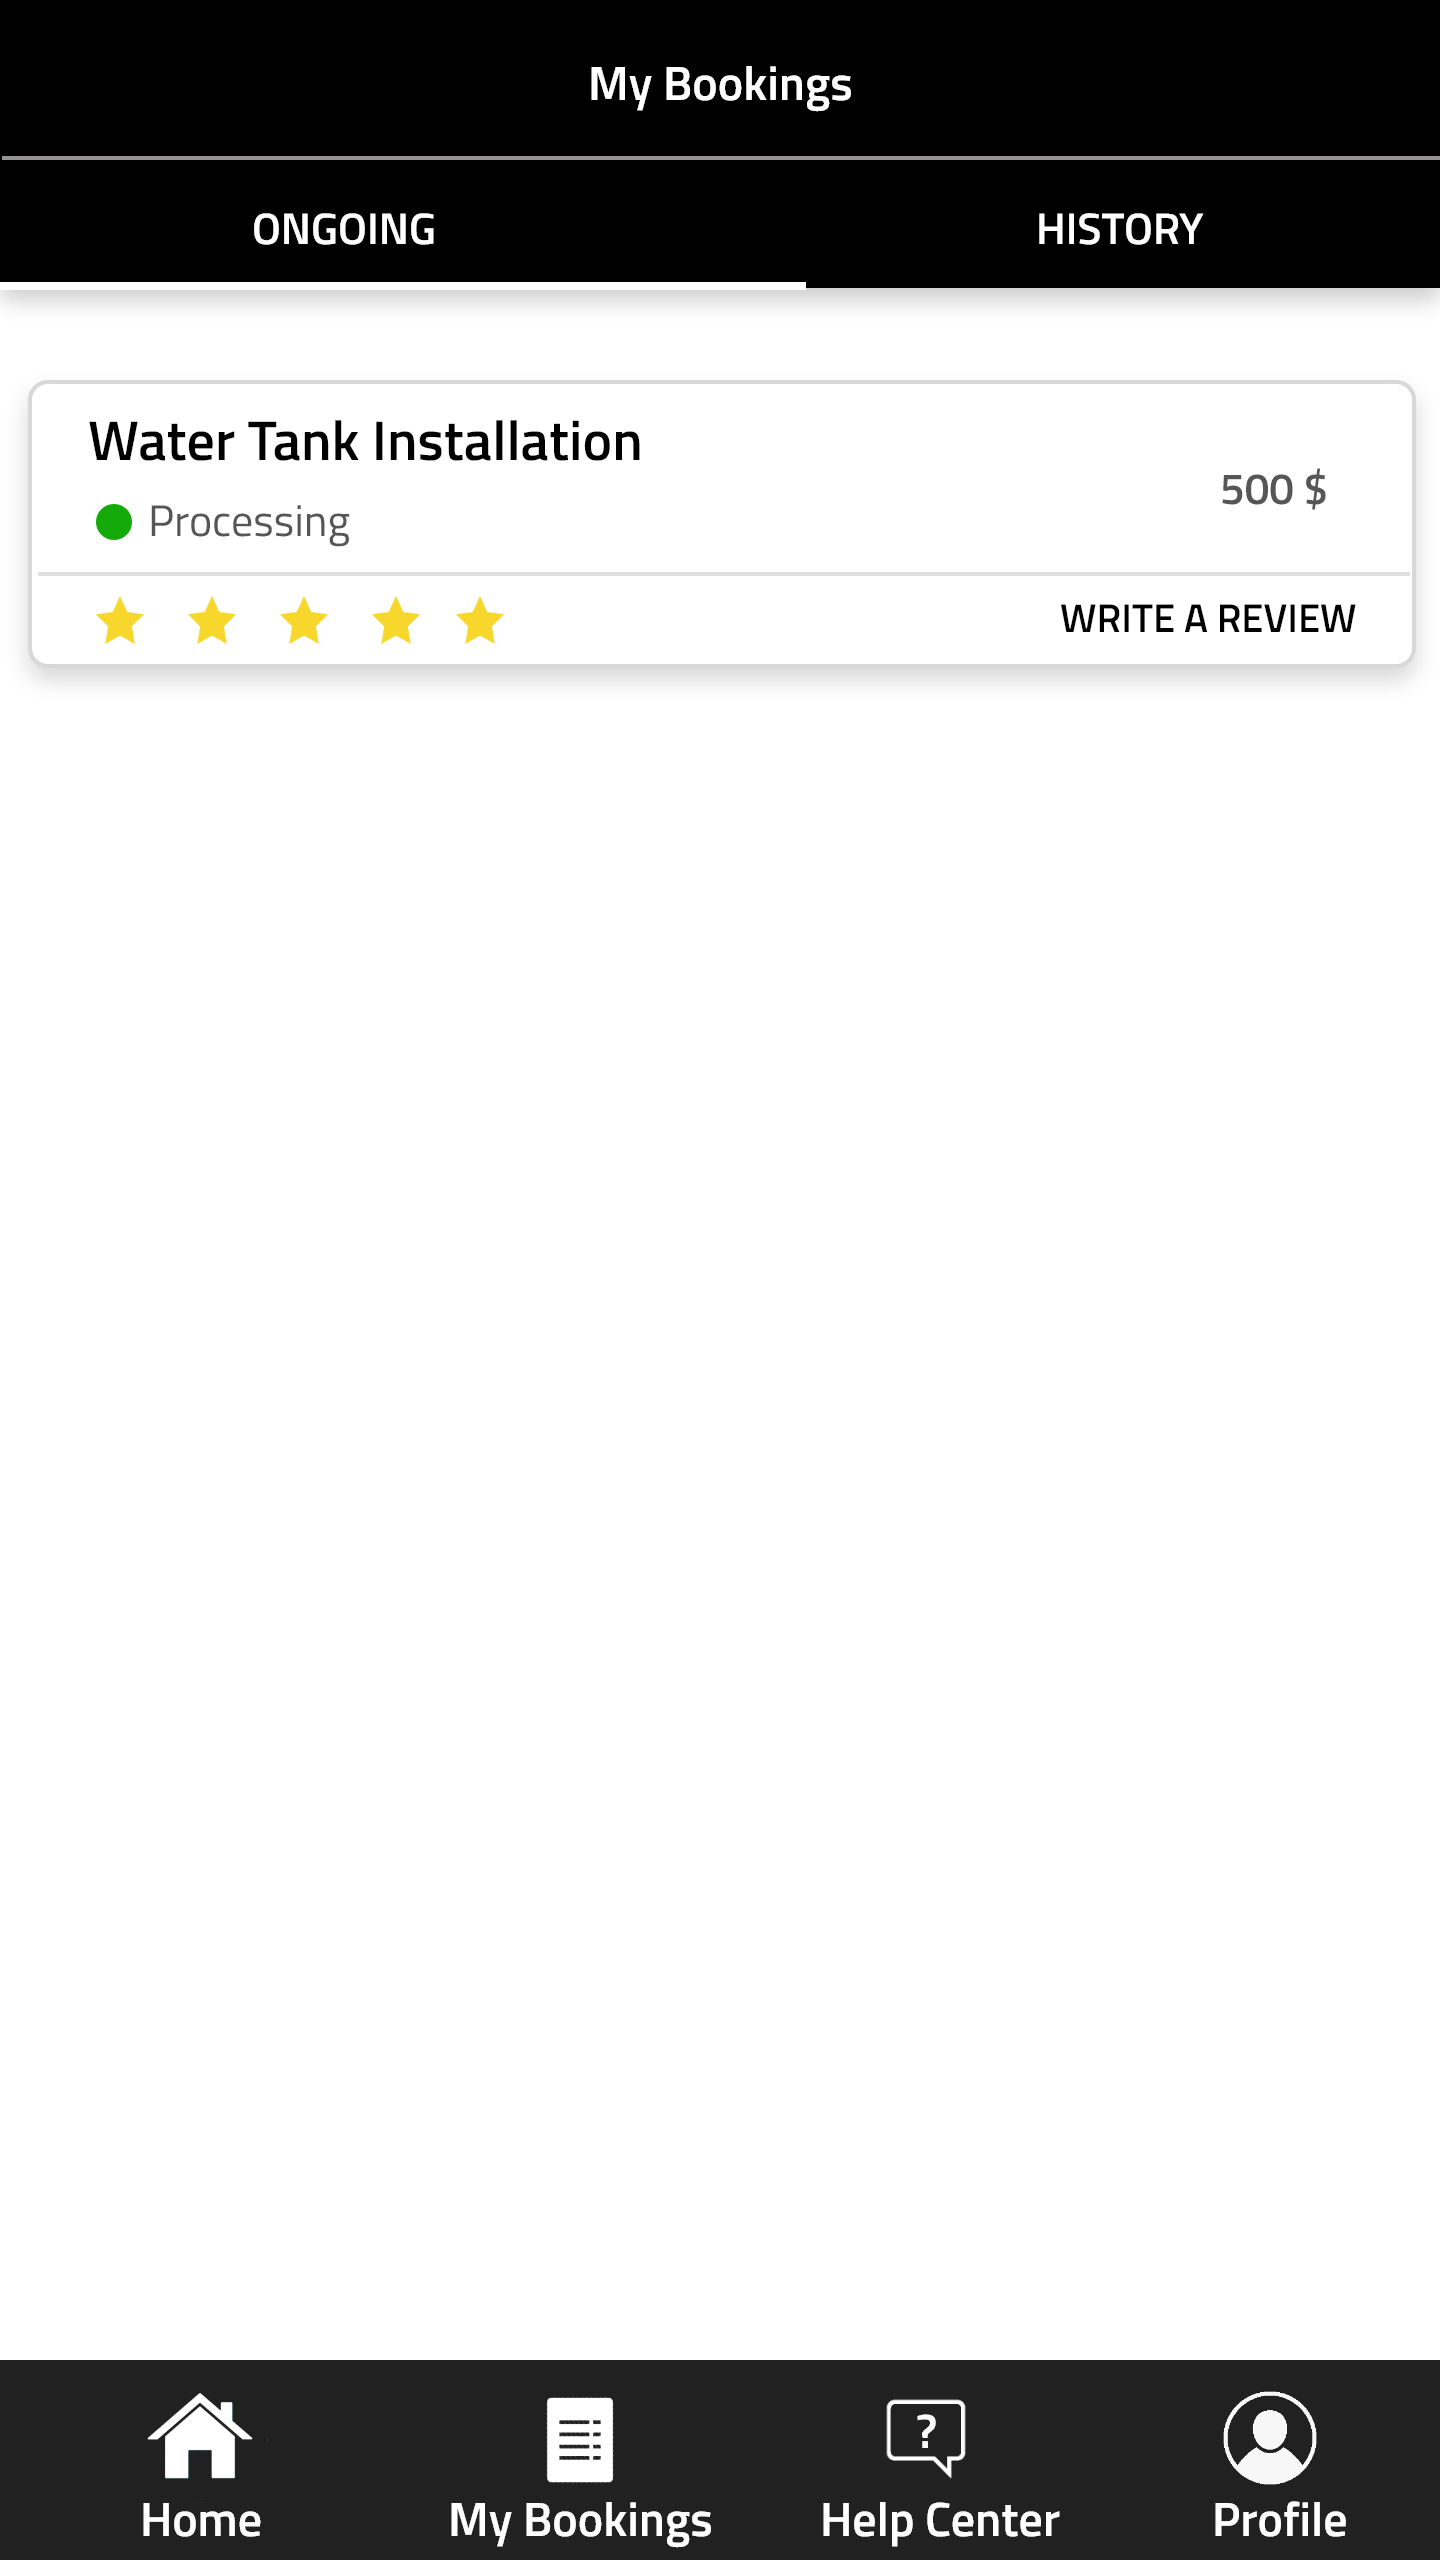 My Bookings
ONGOING HISTORY
Water Tank Installation
500 $
Processing
WRITE A REVIEW
?
Home My Bookings Help Center Profile